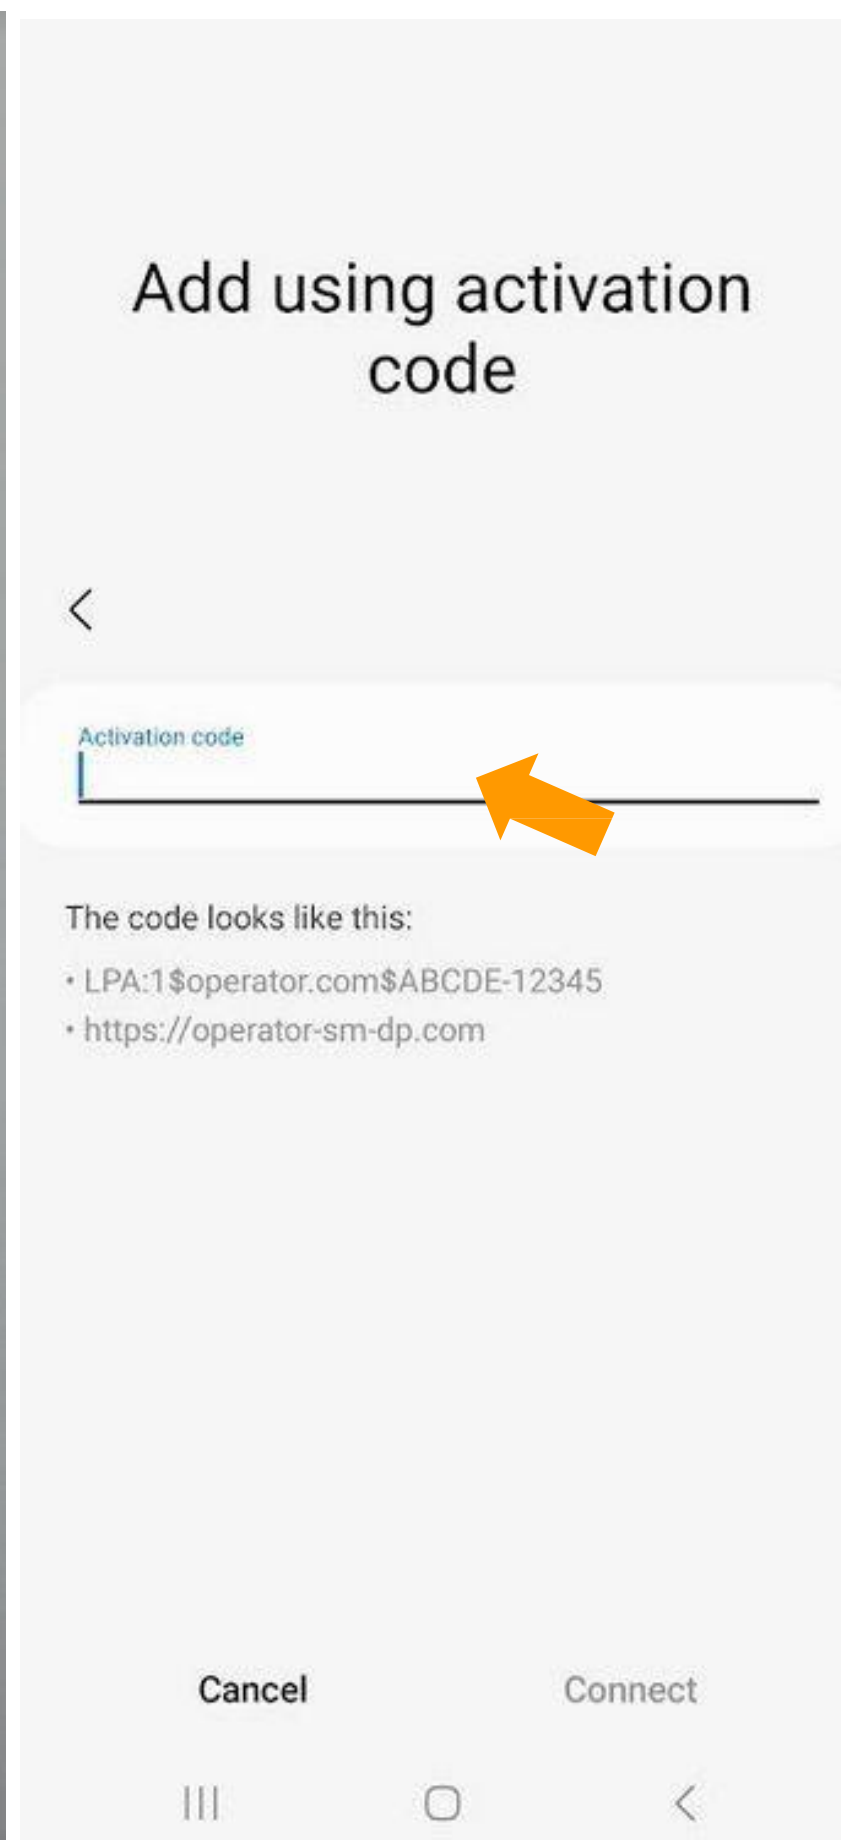 Add using activation
code
Activation code
The code looks like this:
• LPA:1$operator.com$ABCDE-12345
• https://operator-sm-dp.com
Cancel
Connect